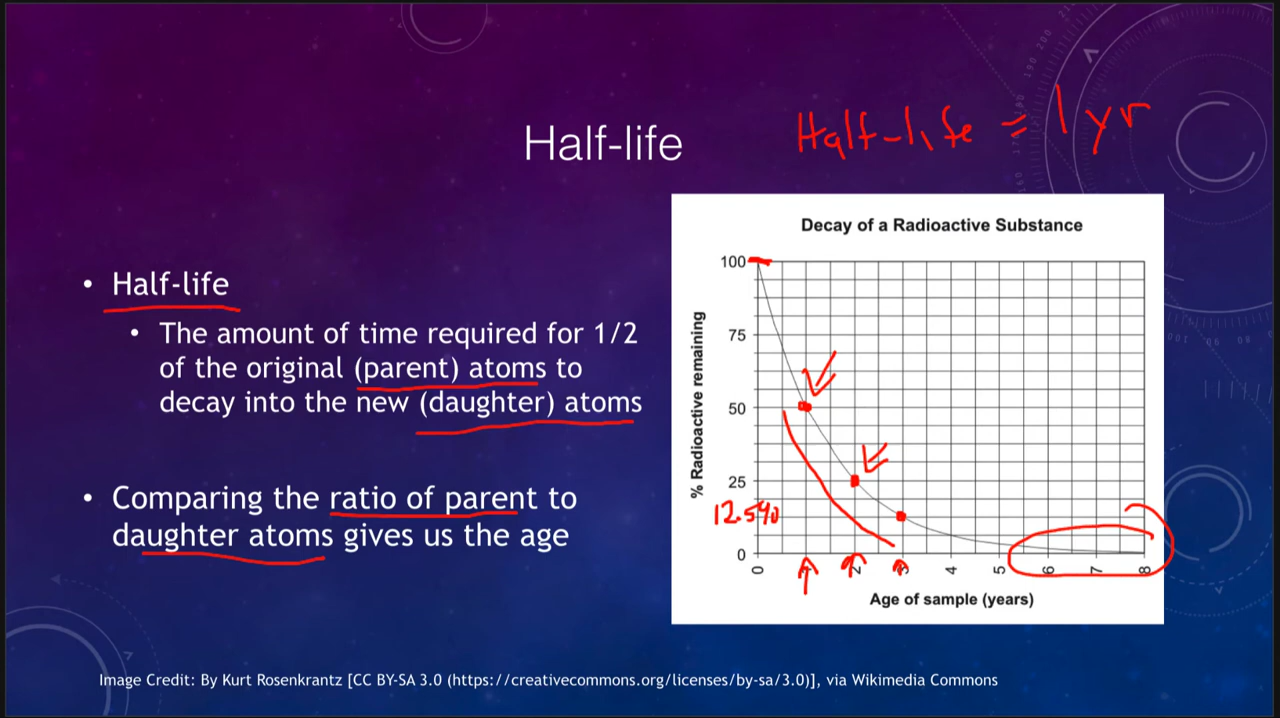 Half-life = 1 yr
Half-life
• Half-life
• The amount of time required for 1/2
of the original (parent) atoms to
decay into the new (daughter) atoms
• Comparing the ratio of parent to
daughter atoms gives us the age
Decay of a Radioactive Substance
% Radioactive remaining
100
75
50
25
12.5%
0
0 1 2 3 4 5 6 7 8
Age of sample (years)
Image Credit: By Kurt Rosenkrantz [CC BY-SA 3.0 (https://creativecommons.org/licenses/by-sa/3.0)], via Wikimedia Commons